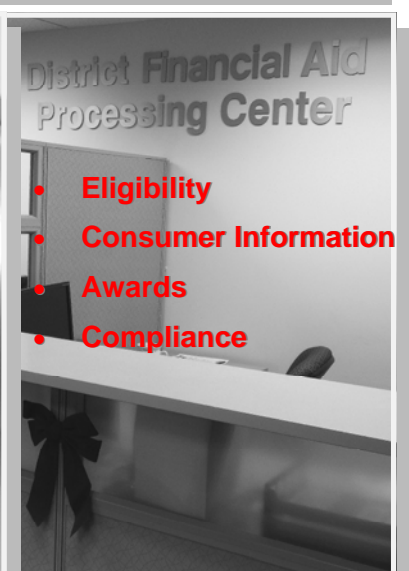 District Financial Aid
Processing Center
• Eligibility
• Consumer Information
• Awards
• Compliance